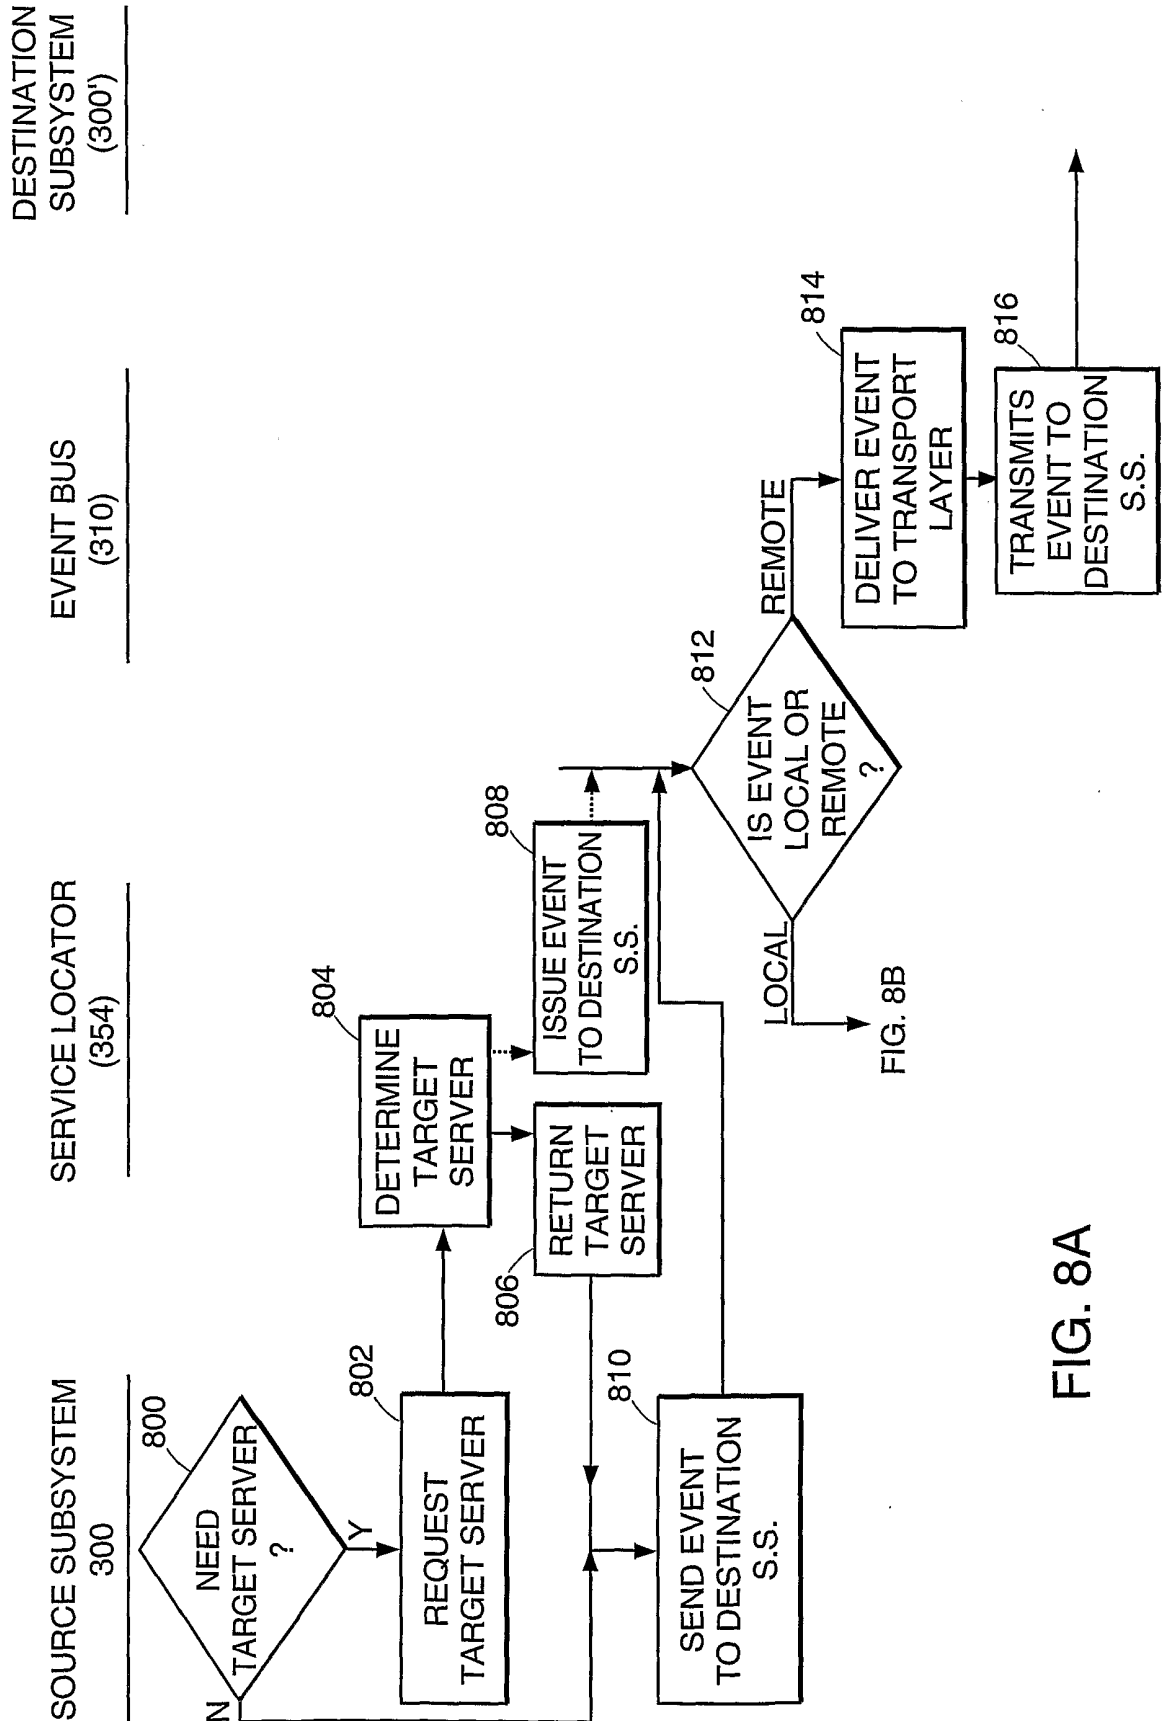 SOURCE SUBSYSTEM
300
SERVICE LOCATOR
(354)
EVENT BUS
(310)
DESTINATION
SUBSYSTEM
(300')
800
NEED
TARGET SERVER
?
N
Y
802
REQUEST
TARGET SERVER
804
DETERMINE
TARGET
SERVER
806
RETURN
TARGET
SERVER
808
ISSUE EVENT
TO DESTINATION
S.S.
810
SEND EVENT
TO DESTINATION
S.S.
812
IS EVENT
LOCAL OR
REMOTE
?
LOCAL
FIG. 8B
REMOTE
814
DELIVER EVENT
TO TRANSPORT
LAYER
816
TRANSMITS
EVENT TO
DESTINATION
S.S.
FIG. 8A